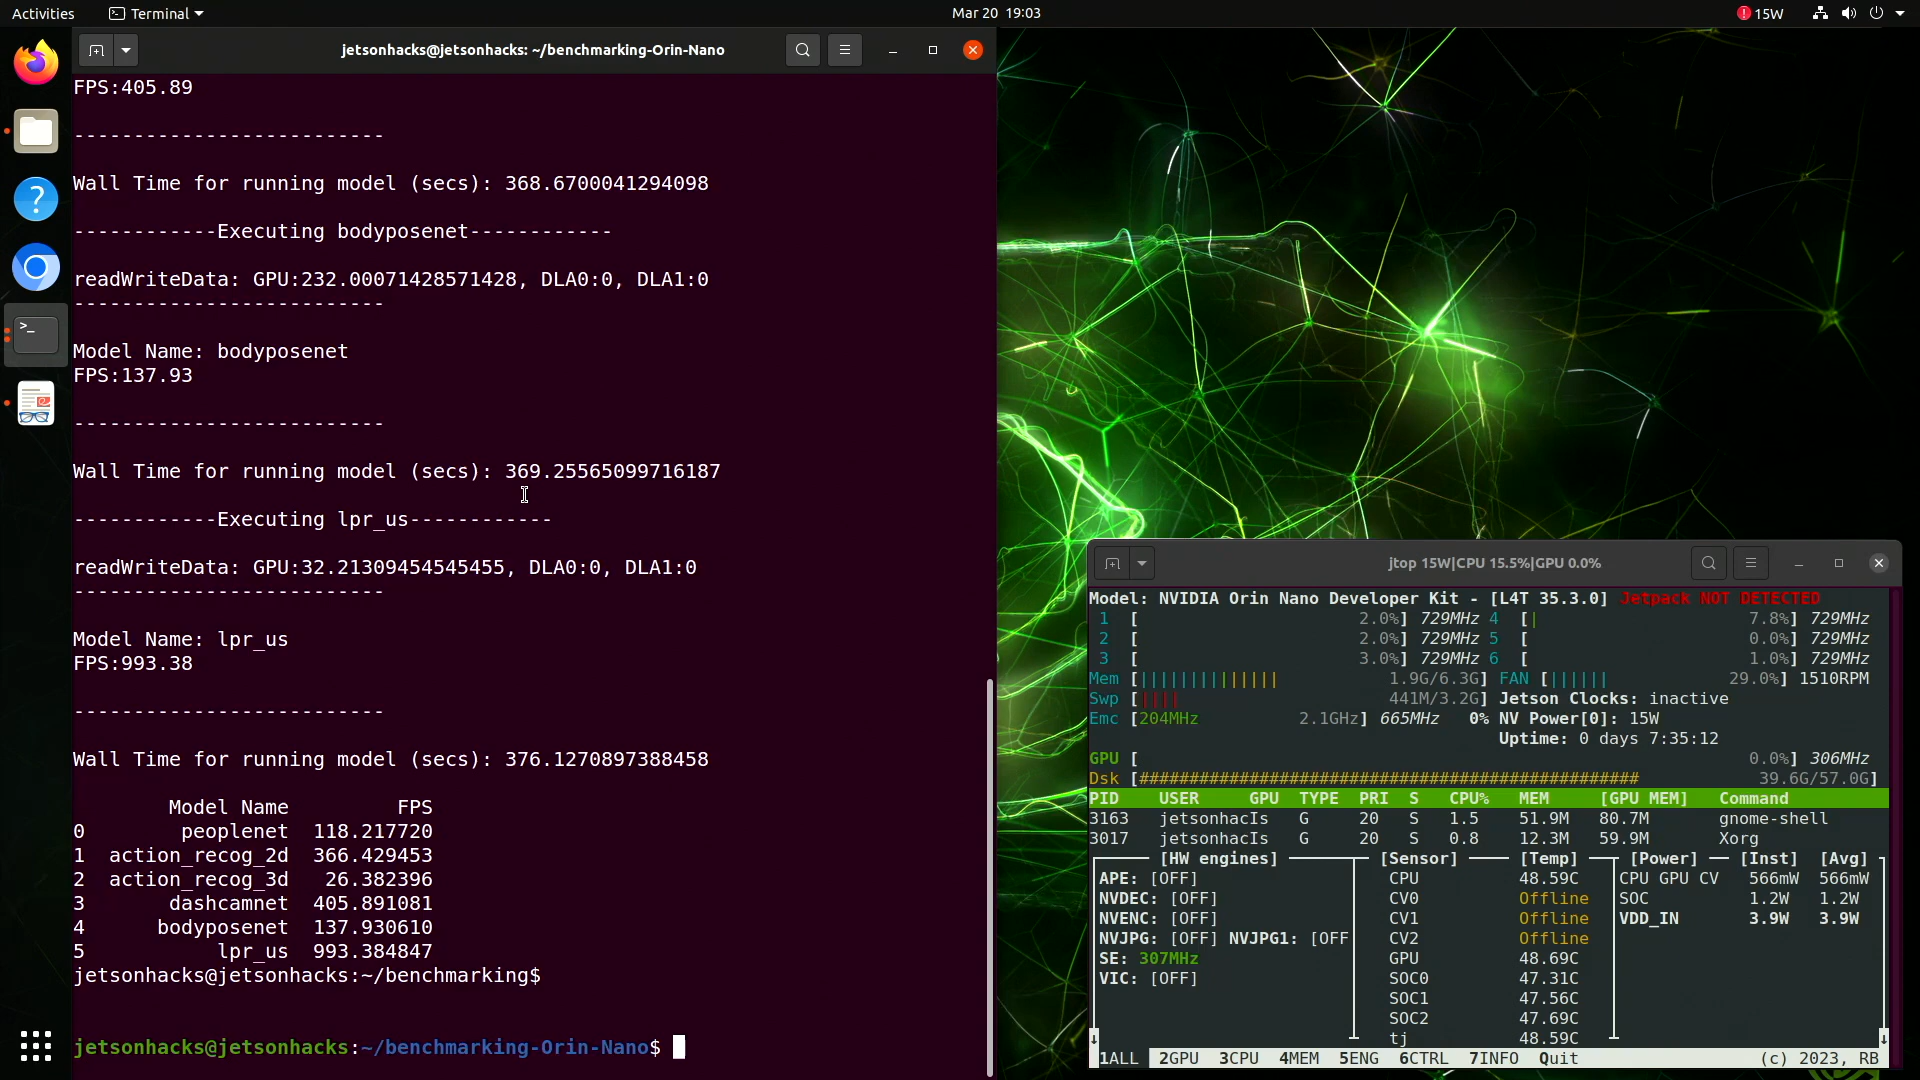 Activities
Terminal
Mar 20 19:03
15W
jetsonhacks@jetsonhacks: ~/benchmarking-Orin-Nano
FPS:405.89
--------------------------
Wall Time for running model (secs): 368.6700041294098
------------Executing bodyposenet------------
readWriteData: GPU:232.00071428571428, DLA0:0, DLA1:0
--------------------------
Model Name: bodyposenet
FPS:137.93
--------------------------
Wall Time for running model (secs): 369.25565099716187
------------Executing lpr_us------------
readWriteData: GPU:32.21309454545455, DLA0:0, DLA1:0
--------------------------
Model Name: lpr_us
FPS:993.38
--------------------------
Wall Time for running model (secs): 376.1270897388458
Model Name FPS
0 peoplenet 118.217720
1 action_recog_2d 366.429453
2 action_recog_3d 26.382396
3 dashcamnet 405.891081
4 bodyposenet 137.930610
5 lpr_us 993.384847
jetsonhacks@jetsonhacks:~/benchmarking$
jetsonhacks@jetsonhacks:~/benchmarking-Orin-Nano$
jtop 15W|CPU 15.5%|GPU 0.0%
Model: NVIDIA Orin Nano Developer Kit - [L4T 35.3.0] Jetpack NOT DETECTED
1 [ 2.0%] 729MHz 4 [| 7.8%] 729MHz
2 [ 2.0%] 729MHz 5 [ 0.0%] 729MHz
3 [ 3.0%] 729MHz 6 [ 1.0%] 729MHz
Mem [|||||||||||||| 1.9G/6.3G] FAN [|||||| 29.0%] 1510RPM
Swp [|||| 441M/3.2G] Jetson Clocks: inactive
Emc [204MHz 2.1GHz] 665MHz 0% NV Power[0]: 15W
Uptime: 0 days 7:35:12
GPU [ 0.0%] 306MHz
Dsk [################################################## 39.6G/57.0G]
PID USER GPU TYPE PRI S CPU% MEM [GPU MEM] Command
3163 jetsonhacIs G 20 S 1.5 51.9M 80.7M gnome-shell
3017 jetsonhacIs G 20 S 0.8 12.3M 59.9M Xorg
[HW engines] [Sensor] [Temp] [Power] [Inst] [Avg]
APE: [OFF] CPU 48.59C CPU GPU CV 566mW 566mW
NVDEC: [OFF] CV0 Offline SOC 1.2W 1.2W
NVENC: [OFF] CV1 Offline VDD_IN 3.9W 3.9W
NVJPG: [OFF] NVJPG1: [OFF CV2 Offline
SE: 307MHz GPU 48.69C
VIC: [OFF] SOC0 47.31C
SOC1 47.56C
SOC2 47.69C
tj 48.59C
1ALL 2GPU 3CPU 4MEM 5ENG 6CTRL 7INFO Quit (c) 2023, RB